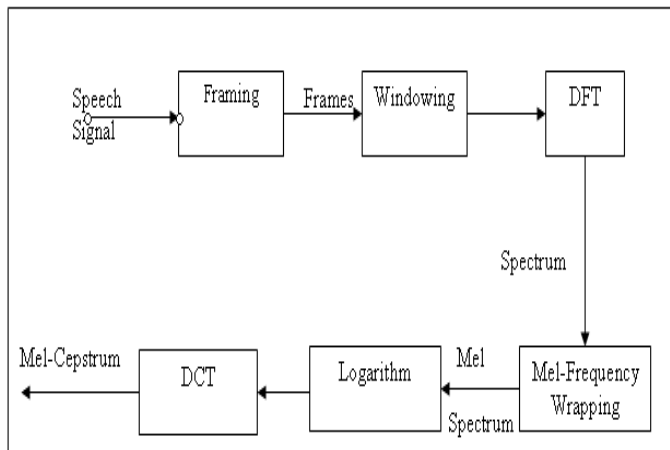 Speech
Signal
Framing
Frames
Windowing
DFT
Spectrum
Mel-Frequency
Wrapping
Mel
Spectrum
Logarithm
DCT
Mel-Cepstrum